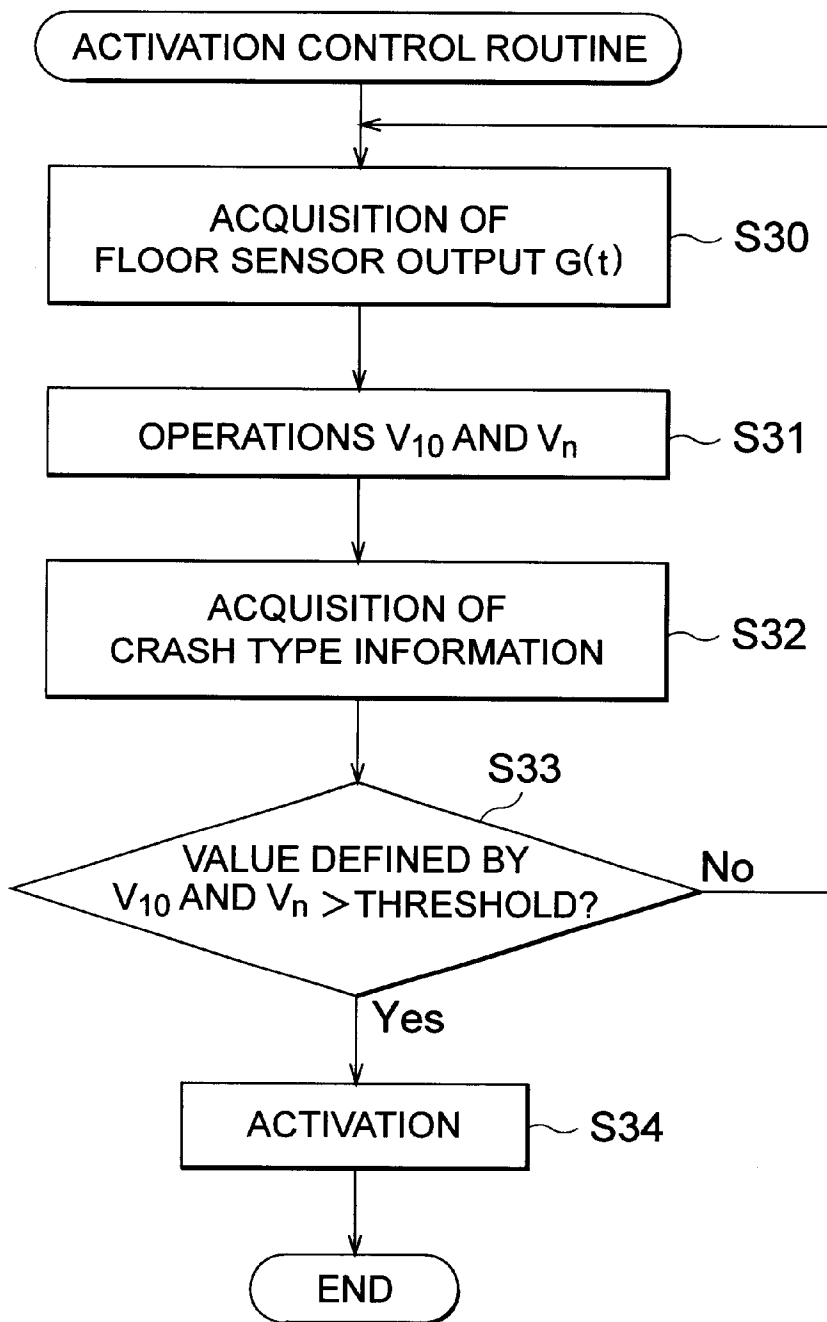 ACTIVATION CONTROL ROUTINE
ACQUISITION OF
FLOOR SENSOR OUTPUT G(t)
S30
OPERATIONS V10 AND Vn
S31
ACQUISITION OF
CRASH TYPE INFORMATION
S32
S33
VALUE DEFINED BY
V10 AND Vn > THRESHOLD?
No
Yes
ACTIVATION
S34
END